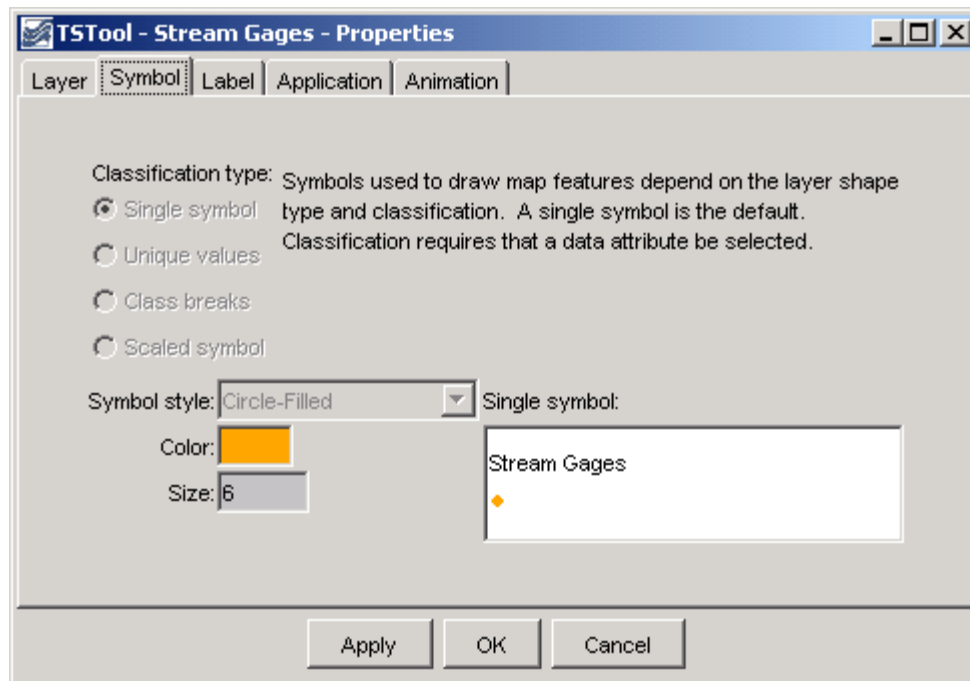 TSTool - Stream Gages - Properties
Layer Symbol Label Application Animation
Classification type:
Single symbol
Unique values
Class breaks
Scaled symbol
Symbols used to draw map features depend on the layer shape
type and classification. A single symbol is the default.
Classification requires that a data attribute be selected.
Symbol style: Circle-Filled
Color:
Size: 6
Single symbol:
Stream Gages
Apply OK Cancel